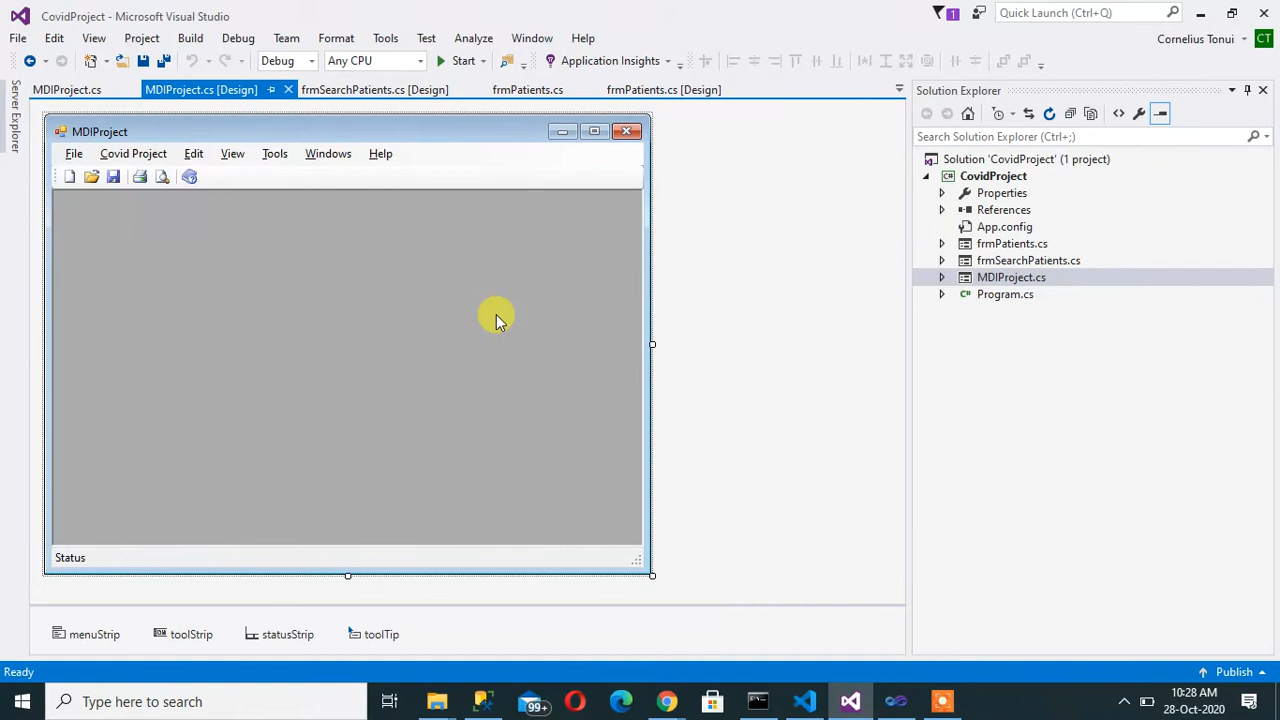 CovidProject - Microsoft Visual Studio
1
Quick Launch (Ctrl+Q)
File Edit View Project Build Debug Team Format Tools Test Analyze Window Help
Cornelius Tonui CT
Debug Any CPU Start Application Insights
Server Explorer
MDIProject.cs MDIProject.cs [Design] frmSearchPatients.cs [Design] frmPatients.cs frmPatients.cs [Design]
Solution Explorer
Search Solution Explorer (Ctrl+;)
Solution 'CovidProject' (1 project)
CovidProject
Properties
References
App.config
frmPatients.cs
frmSearchPatients.cs
MDIProject.cs
Program.cs
MDIProject
File Covid Project Edit View Tools Windows Help
Status
menuStrip toolStrip statusStrip toolTip
Ready
Publish
Type here to search
99+
10:28 AM
28-Oct-2020